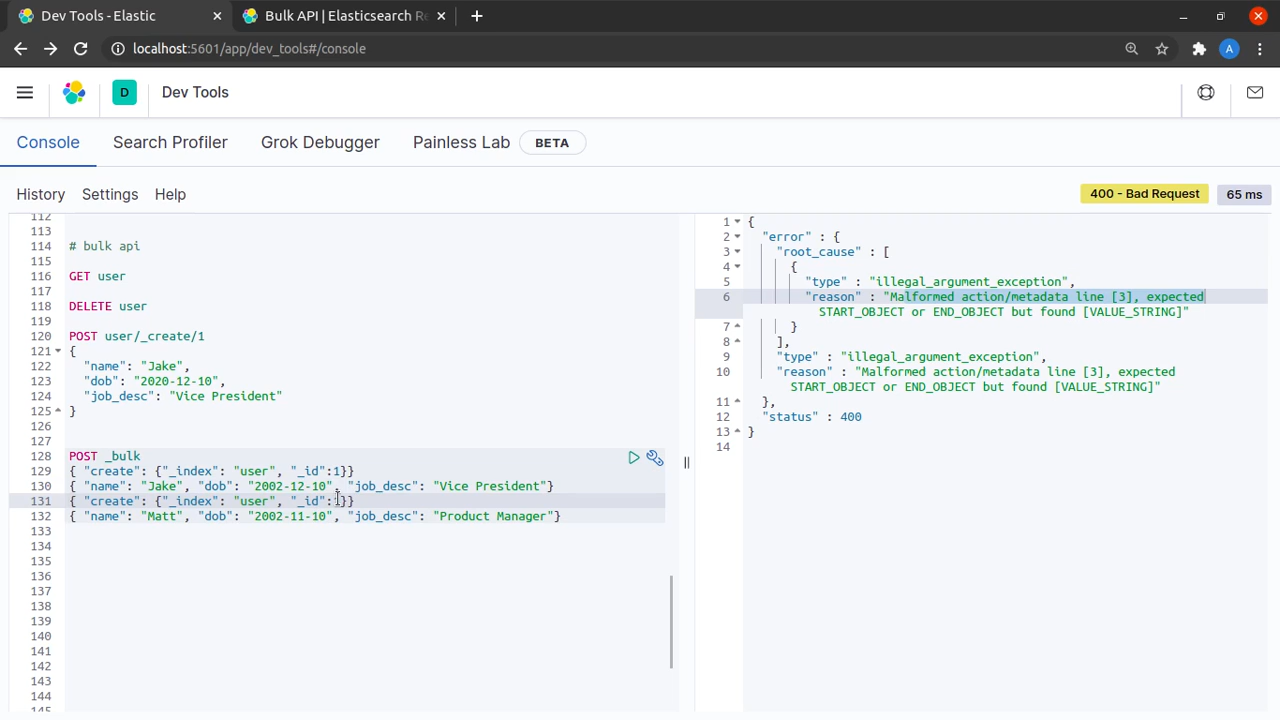 Dev Tools - Elastic
Bulk API | Elasticsearch Re
localhost:5601/app/dev_tools#/console
A
D
Dev Tools
Console
Search Profiler
Grok Debugger
Painless Lab
BETA
History
Settings
Help
400 - Bad Request
65 ms
112
113
114 # bulk api
115
116 GET user
117
118 DELETE user
119
120 POST user/_create/1
121 {
122 "name": "Jake",
123 "dob": "2020-12-10",
124 "job_desc": "Vice President"
125 }
126
127
128 POST _bulk
129 { "create": {"_index": "user", "_id":1}}
130 { "name": "Jake", "dob": "2002-12-10", "job_desc": "Vice President"}
131 { "create": {"_index": "user", "_id":1}}
132 { "name": "Matt", "dob": "2002-11-10", "job_desc": "Product Manager"}
133
134
135
136
137
138
139
140
141
142
143
144
145
1 {
2 "error" : {
3 "root_cause" : [
4 {
5 "type" : "illegal_argument_exception",
6 "reason" : "Malformed action/metadata line [3], expected
START_OBJECT or END_OBJECT but found [VALUE_STRING]"
7 }
8 ],
9 "type" : "illegal_argument_exception",
10 "reason" : "Malformed action/metadata line [3], expected
START_OBJECT or END_OBJECT but found [VALUE_STRING]"
11 },
12 "status" : 400
13 }
14